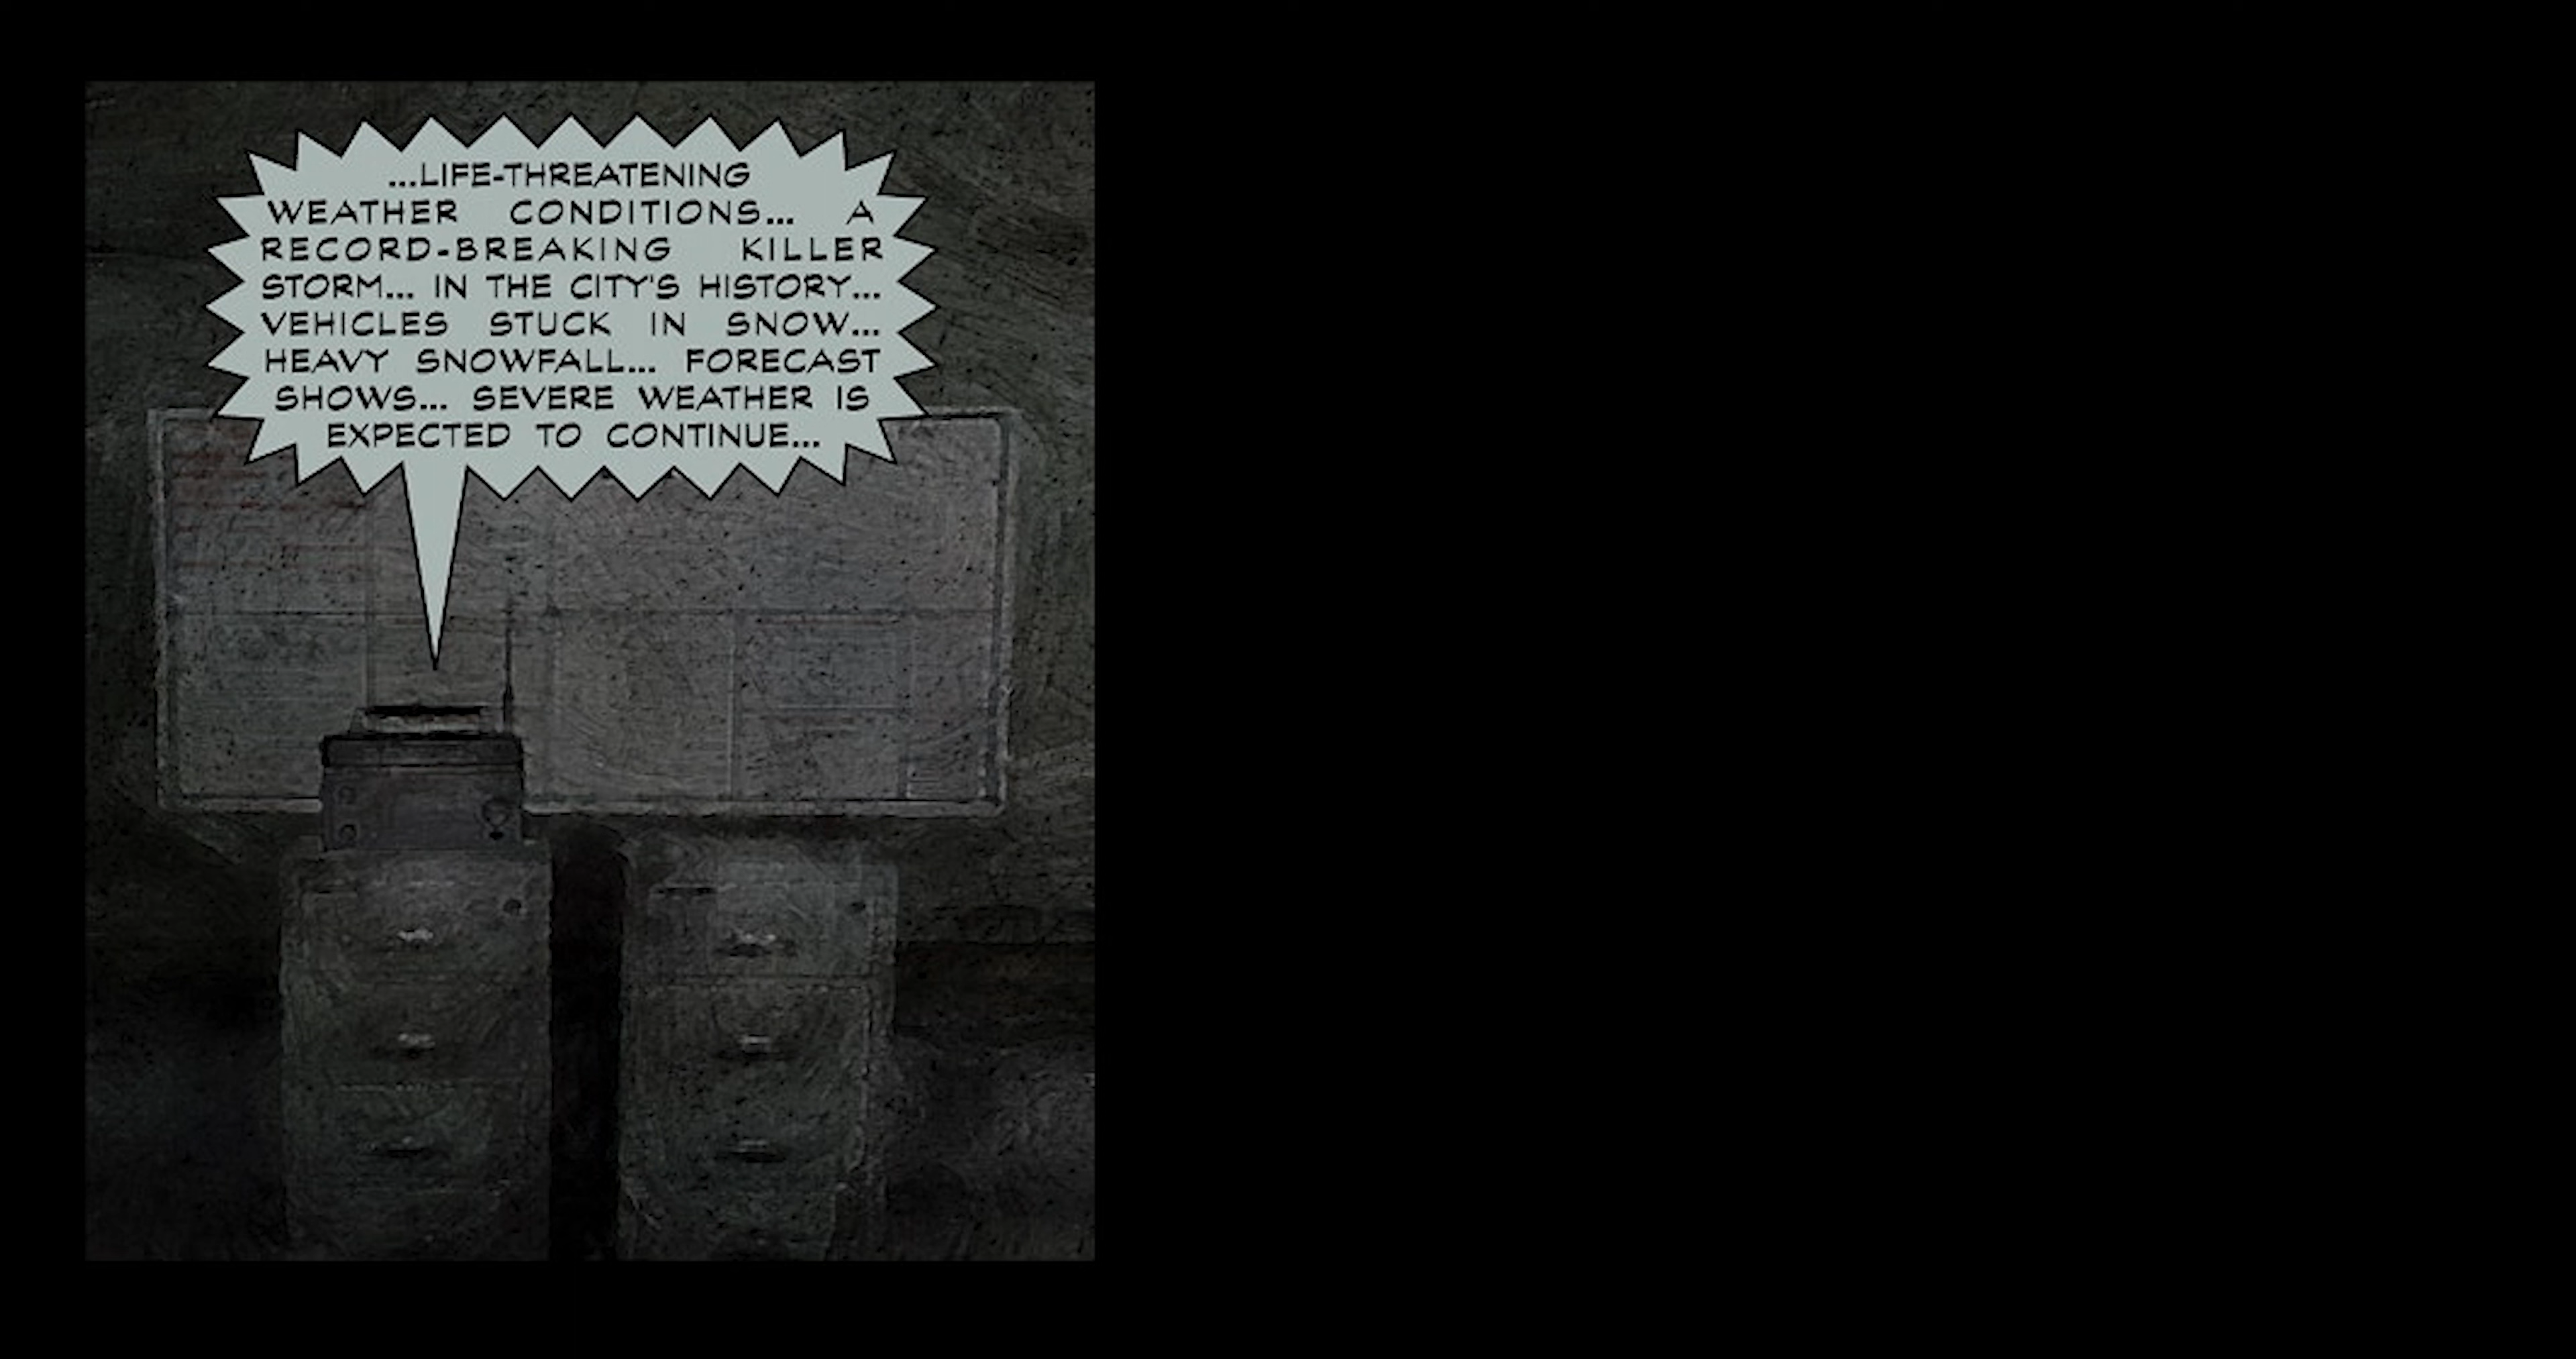 ...LIFE-THREATENING
WEATHER CONDITIONS... A
RECORD-BREAKING KILLER
STORM... IN THE CITY'S HISTORY...
VEHICLES STUCK IN SNOW...
HEAVY SNOWFALL... FORECAST
SHOWS... SEVERE WEATHER IS
EXPECTED TO CONTINUE...